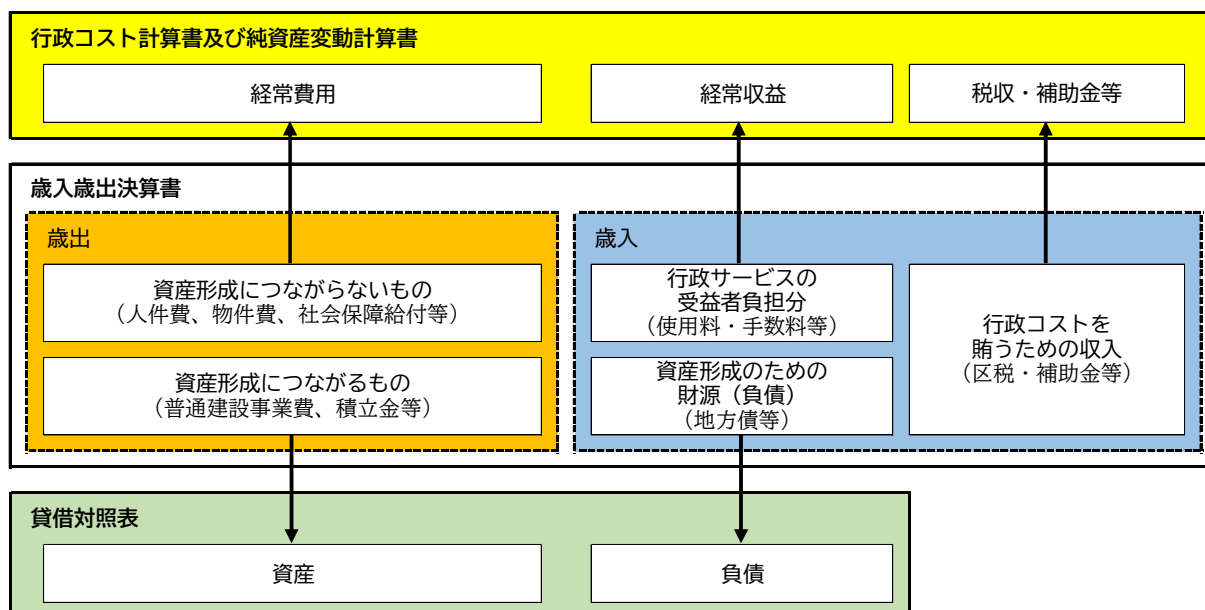 行政コスト計算書及び純資産変動計算書
経常費用
経常収益
税収・補助金等
歳入歳出決算書
歳出
資産形成につながらないもの
（人件費、物件費、社会保障給付等）
資産形成につながるもの
（普通建設事業費、積立金等）
歳入
行政サービスの
受益者負担分
（使用料・手数料等）
資産形成のための
財源（負債）
（地方債等）
行政コストを
賄うための収入
（区税・補助金等）
貸借対照表
資産
負債